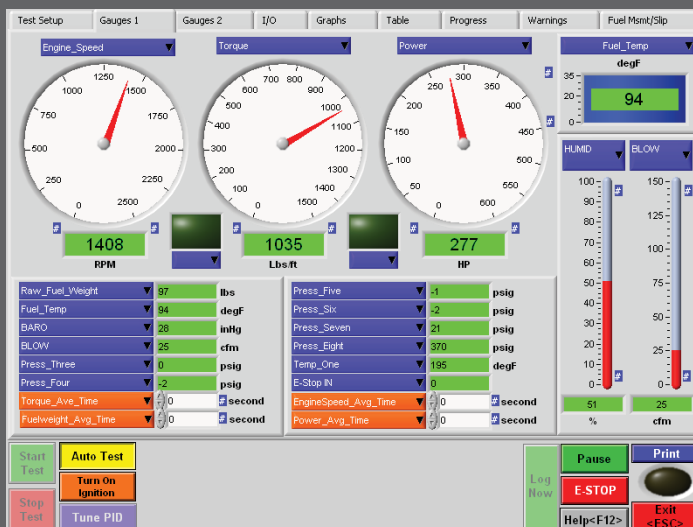 Test Setup Gauges 1 Gauges 2 I/O Graphs Table Progress Warnings Fuel Msmt/Slip
Engine_Speed Torque Power Fuel_Temp
degF
0 250 500 750 1000 1250 1500 1750 2000 2250 2500
1408
RPM
0 100 200 300 400 500 600 700 800 900 1000 1100 1200 1300 1400 1500
1035
Lbs/ft
0 50 100 150 200 250 300 350 400 450 500 550 600
277
HP
35
20
0
94
HUMID BLOW
100
90
80
70
60
50
40
30
20
10
0
51
%
150
125
100
75
50
25
0
25
cfm
Raw_Fuel_Weight 97 lbs
Fuel_Temp 94 degF
BARO 28 inHg
BLOW 25 cfm
Press_Three 0 psig
Press_Four -2 psig
Torque_Ave_Time 0 # second
Fuelweight_Avg_Time 0 # second
Press_Five -1 psig
Press_Six -2 psig
Press_Seven 21 psig
Press_Eight 370 psig
Temp_One 195 degF
E-Stop IN 0
EngineSpeed_Avg_Time 0 # second
Power_Avg_Time 0 # second
Start
Test
Auto Test
Turn On
Ignition
Stop
Test
Tune PID
Log
Now
Pause
E-STOP
Help<F12>
Print
Exit
<ESC>